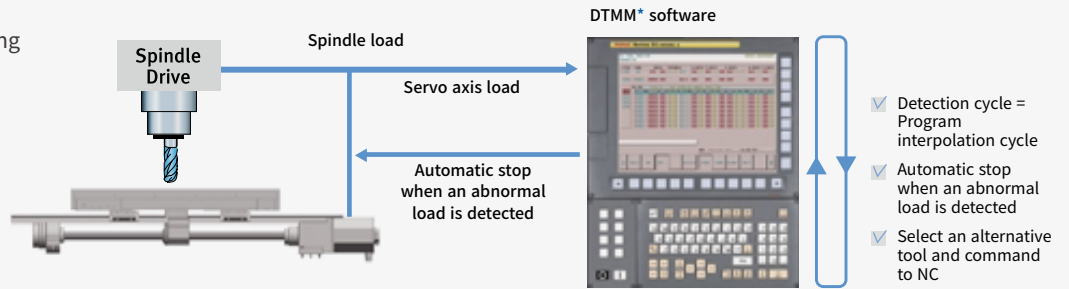 DTMM* software
ng
Spindle load
Spindle
Drive
Servo axis load
Automatic stop
when an abnormal
load is detected
Detection cycle =
Program
interpolation cycle
Automatic stop
when an abnormal
load is detected
Select an alternative
tool and command
to NC